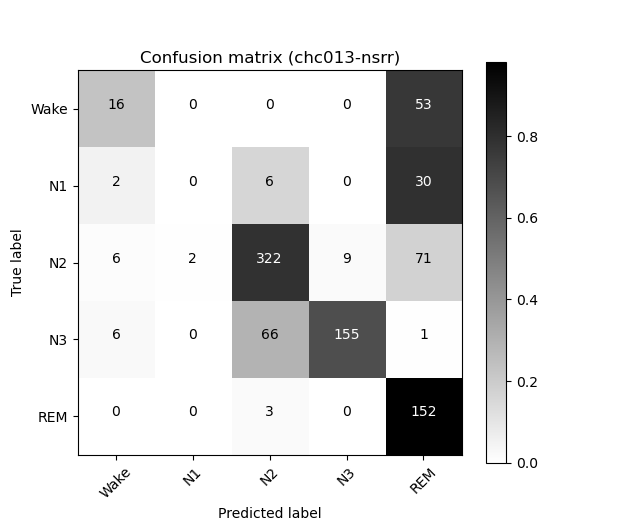 Confusion matrix (chc013-nsrr)
Wake 16 0 0 0 53
N1 2 0 6 0 30
N2 6 2 322 9 71
N3 6 0 66 155 1
REM 0 0 3 0 152
Wake N1 N2 N3 REM
True label
Predicted label
0.8
0.6
0.4
0.2
0.0